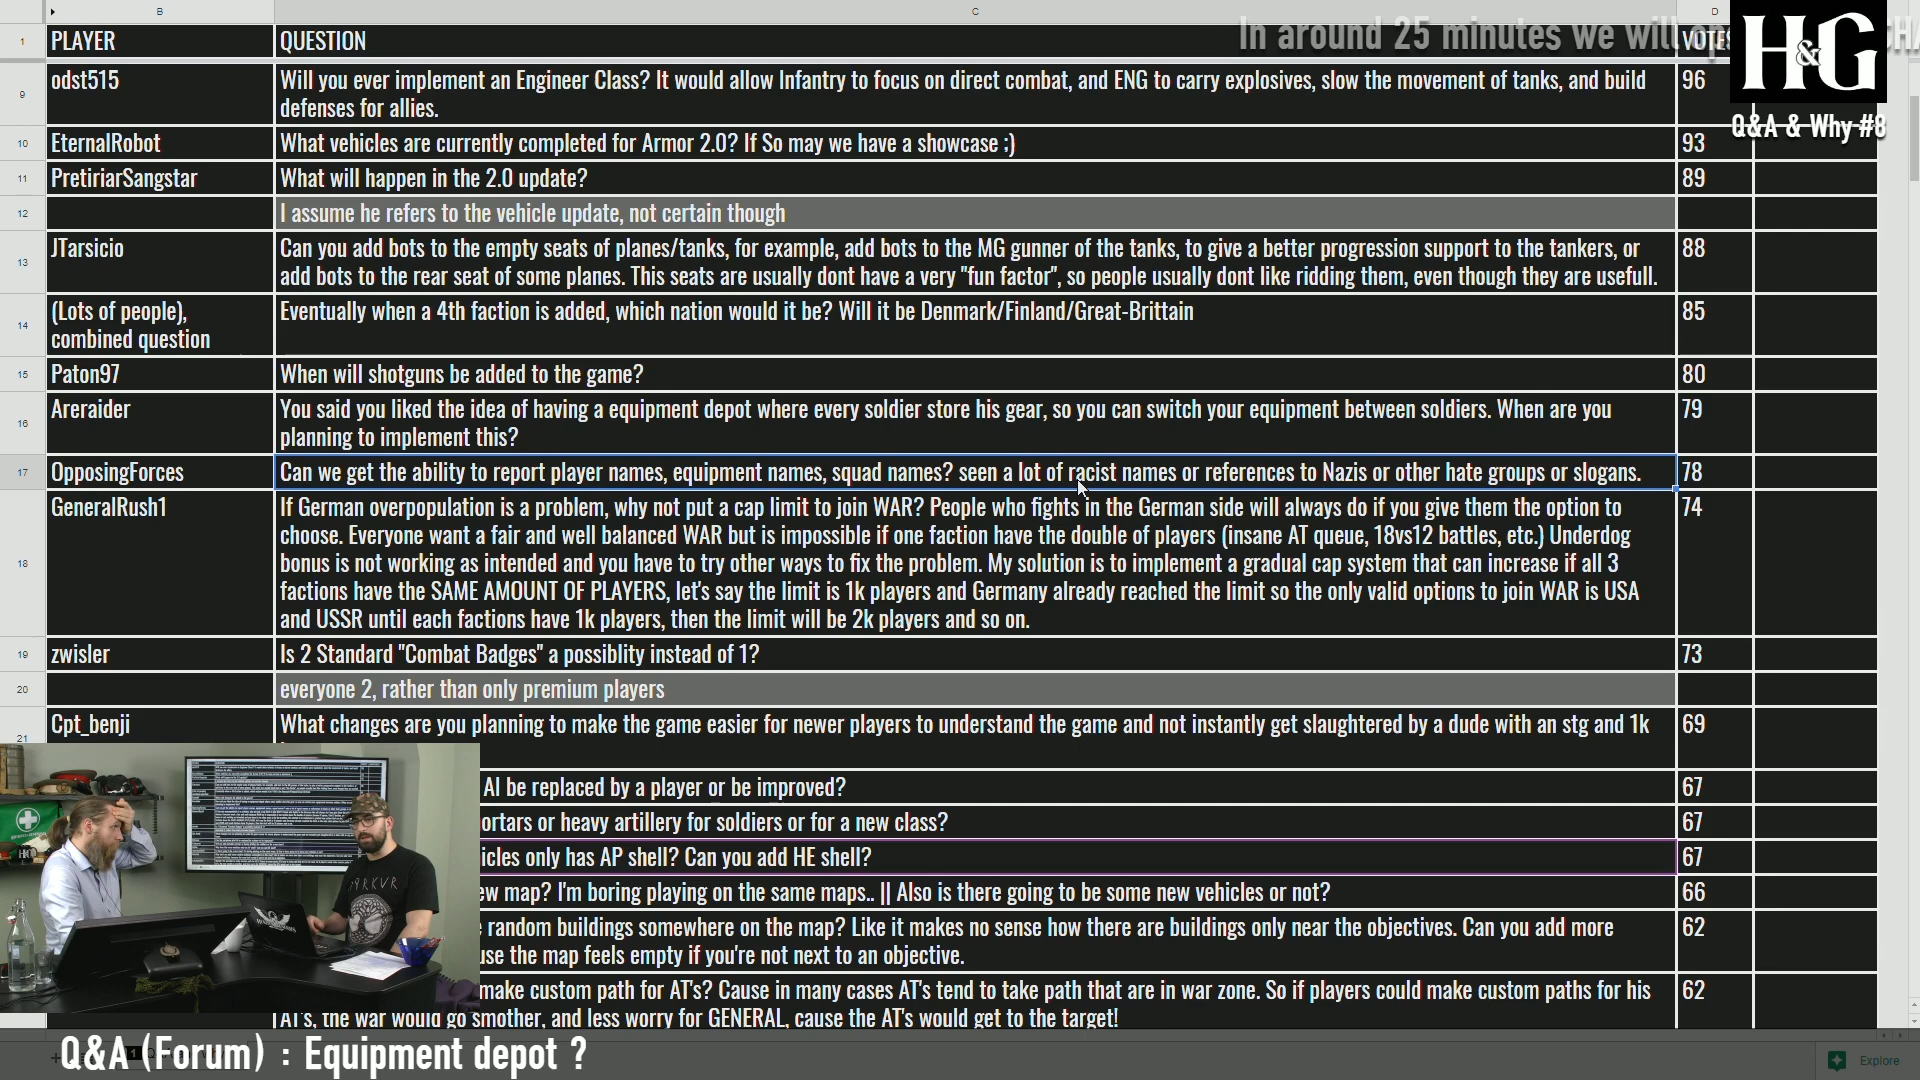 B
C
D
In around 25 minutes we will
1
PLAYER
QUESTION
VOTES
H&G
Q&A & Why #8
9
odst515
Will you ever implement an Engineer Class? It would allow Infantry to focus on direct combat, and ENG to carry explosives, slow the movement of tanks, and build
defenses for allies.
96
10
EternalRobot
What vehicles are currently completed for Armor 2.0? If So may we have a showcase ;)
93
11
PretiriarSangstar
What will happen in the 2.0 update?
89
12
I assume he refers to the vehicle update, not certain though
13
JTarsicio
Can you add bots to the empty seats of planes/tanks, for example, add bots to the MG gunner of the tanks, to give a better progression support to the tankers, or
add bots to the rear seat of some planes. This seats are usually dont have a very "fun factor", so people usually dont like ridding them, even though they are usefull.
88
14
(Lots of people),
combined question
Eventually when a 4th faction is added, which nation would it be? Will it be Denmark/Finland/Great-Brittain
85
15
Paton97
When will shotguns be added to the game?
80
16
Areraider
You said you liked the idea of having a equipment depot where every soldier store his gear, so you can switch your equipment between soldiers. When are you
planning to implement this?
79
17
OpposingForces
Can we get the ability to report player names, equipment names, squad names? seen a lot of racist names or references to Nazis or other hate groups or slogans.
78
18
GeneralRush1
If German overpopulation is a problem, why not put a cap limit to join WAR? People who fights in the German side will always do if you give them the option to
choose. Everyone want a fair and well balanced WAR but is impossible if one faction have the double of players (insane AT queue, 18vs12 battles, etc.) Underdog
bonus is not working as intended and you have to try other ways to fix the problem. My solution is to implement a gradual cap system that can increase if all 3
factions have the SAME AMOUNT OF PLAYERS, let's say the limit is 1k players and Germany already reached the limit so the only valid options to join WAR is USA
and USSR until each factions have 1k players, then the limit will be 2k players and so on.
74
19
zwisler
Is 2 Standard "Combat Badges" a possiblity instead of 1?
73
20
everyone 2, rather than only premium players
21
Cpt_benji
What changes are you planning to make the game easier for newer players to understand the game and not instantly get slaughtered by a dude with an stg and 1k
69
AI be replaced by a player or be improved?
67
ortars or heavy artillery for soldiers or for a new class?
67
icles only has AP shell? Can you add HE shell?
67
ew map? I'm boring playing on the same maps.. || Also is there going to be some new vehicles or not?
66
random buildings somewhere on the map? Like it makes no sense how there are buildings only near the objectives. Can you add more
use the map feels empty if you're not next to an objective.
62
make custom path for AT's? Cause in many cases AT's tend to take path that are in war zone. So if players could make custom paths for his
AT's, the war would go smother, and less worry for GENERAL, cause the AT's would get to the target!
62
Q&A (Forum) : Equipment depot ?
Explore